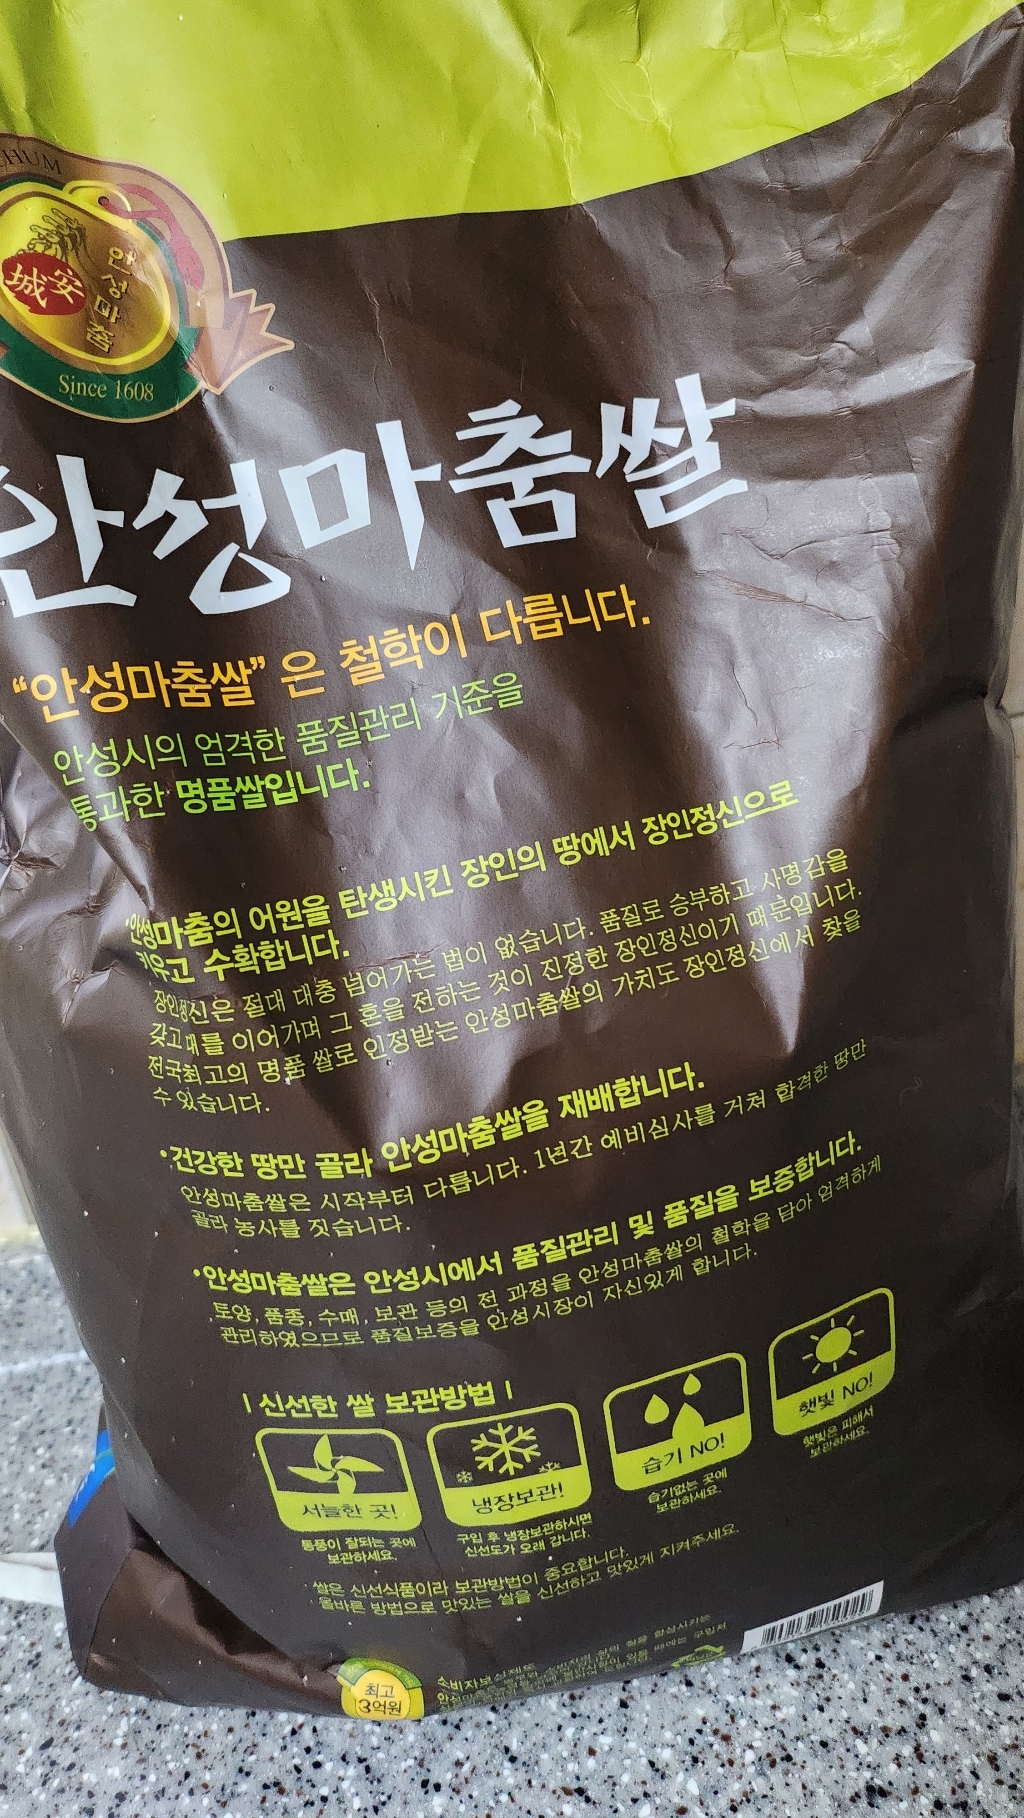 HUM
安城
안성마춤
Since 1608
안성마춤쌀
“안성마춤쌀”은 철학이 다릅니다.
안성시의 엄격한 품질관리 기준을
통과한 명품쌀입니다.
•안성마춤의 어원을 탄생시킨 장인의 땅에서 장인정신으로
키우고 수확합니다.
장인정신은 절대 대충 넘어가는 법이 없습니다. 품질로 승부하고 사명감을
갖고 대를 이어가며 그 혼을 전하는 것이 진정한 장인정신이기 때문입니다.
전국최고의 명품 쌀로 인정받는 안성마춤쌀의 가치도 장인정신에서 찾을
수 있습니다.
•건강한 땅만 골라 안성마춤쌀을 재배합니다.
안성마춤쌀은 시작부터 다릅니다. 1년간 예비심사를 거쳐 합격한 땅만
골라 농사를 짓습니다.
•안성마춤쌀은 안성시에서 품질관리 및 품질을 보증합니다.
토양, 품종, 수매, 보관 등의 전 과정을 안성마춤쌀의 철학을 담아 엄격하게
관리하였으므로 품질보증을 안성시장이 자신있게 합니다.
| 신선한 쌀 보관방법 |
서늘한 곳!
통풍이 잘되는 곳에
보관하세요.
냉장보관!
구입 후 냉장보관하시면
신선도가 오래 갑니다.
습기 NO!
습기없는 곳에
보관하세요.
햇빛 NO!
햇빛은 피해서
보관하세요.
쌀은 신선식품이라 보관방법이 중요합니다.
올바른 방법으로 맛있는 쌀을 신선하고 맛있게 지켜주세요.
최고
3억원
소비자보상제도